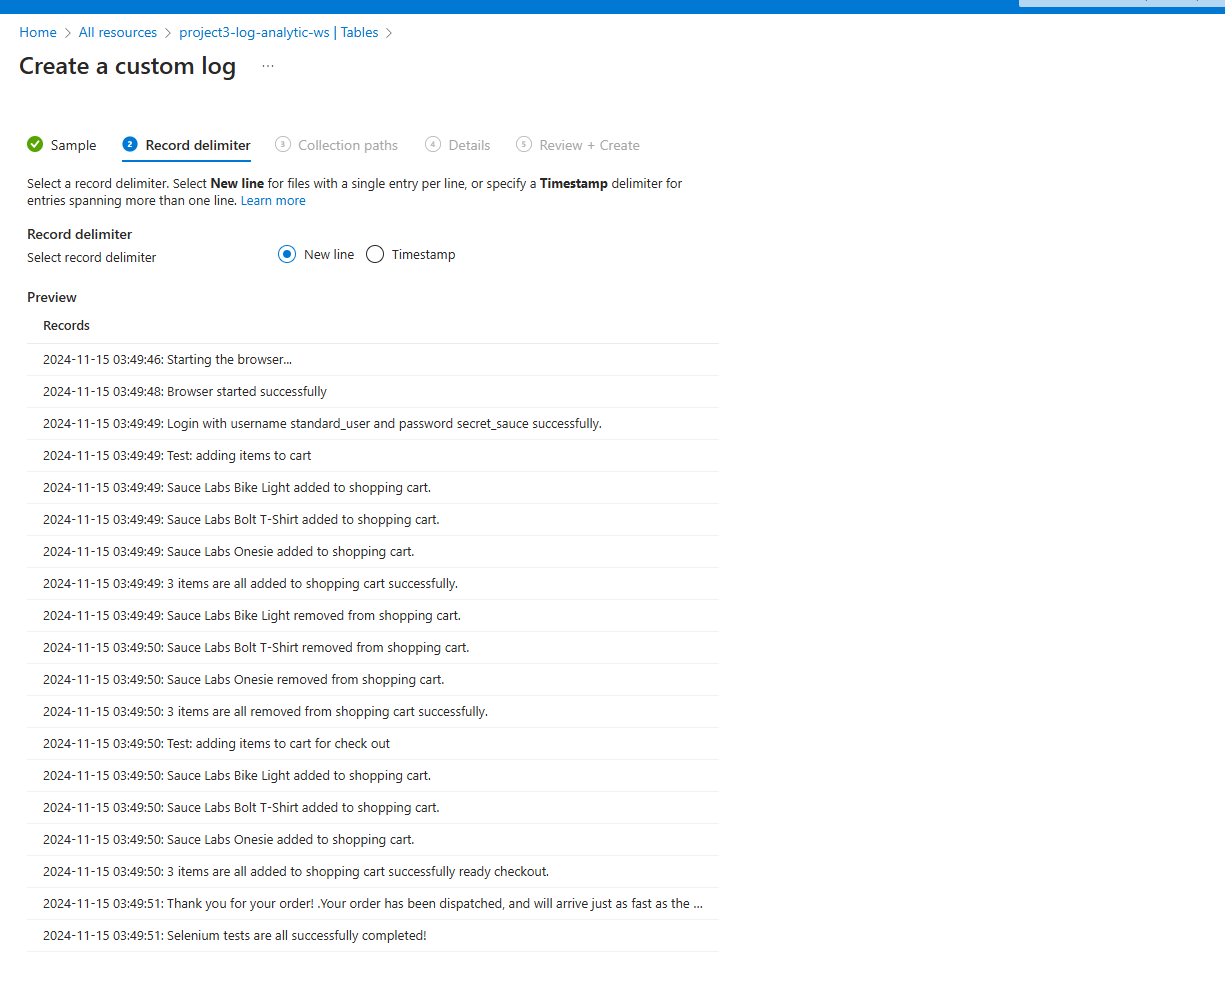 Home > All resources > project3-log-analytic-ws | Tables >
Create a custom log ...
Sample 2 Record delimiter 3 Collection paths 4 Details 5 Review + Create
Select a record delimiter. Select New line for files with a single entry per line, or specify a Timestamp delimiter for
entries spanning more than one line. Learn more
Record delimiter
Select record delimiter New line Timestamp
Preview
Records
2024-11-15 03:49:46: Starting the browser...
2024-11-15 03:49:48: Browser started successfully
2024-11-15 03:49:49: Login with username standard_user and password secret_sauce successfully.
2024-11-15 03:49:49: Test: adding items to cart
2024-11-15 03:49:49: Sauce Labs Bike Light added to shopping cart.
2024-11-15 03:49:49: Sauce Labs Bolt T-Shirt added to shopping cart.
2024-11-15 03:49:49: Sauce Labs Onesie added to shopping cart.
2024-11-15 03:49:49: 3 items are all added to shopping cart successfully.
2024-11-15 03:49:49: Sauce Labs Bike Light removed from shopping cart.
2024-11-15 03:49:50: Sauce Labs Bolt T-Shirt removed from shopping cart.
2024-11-15 03:49:50: Sauce Labs Onesie removed from shopping cart.
2024-11-15 03:49:50: 3 items are all removed from shopping cart successfully.
2024-11-15 03:49:50: Test: adding items to cart for check out
2024-11-15 03:49:50: Sauce Labs Bike Light added to shopping cart.
2024-11-15 03:49:50: Sauce Labs Bolt T-Shirt added to shopping cart.
2024-11-15 03:49:50: Sauce Labs Onesie added to shopping cart.
2024-11-15 03:49:50: 3 items are all added to shopping cart successfully ready checkout.
2024-11-15 03:49:51: Thank you for your order! .Your order has been dispatched, and will arrive just as fast as the ...
2024-11-15 03:49:51: Selenium tests are all successfully completed!